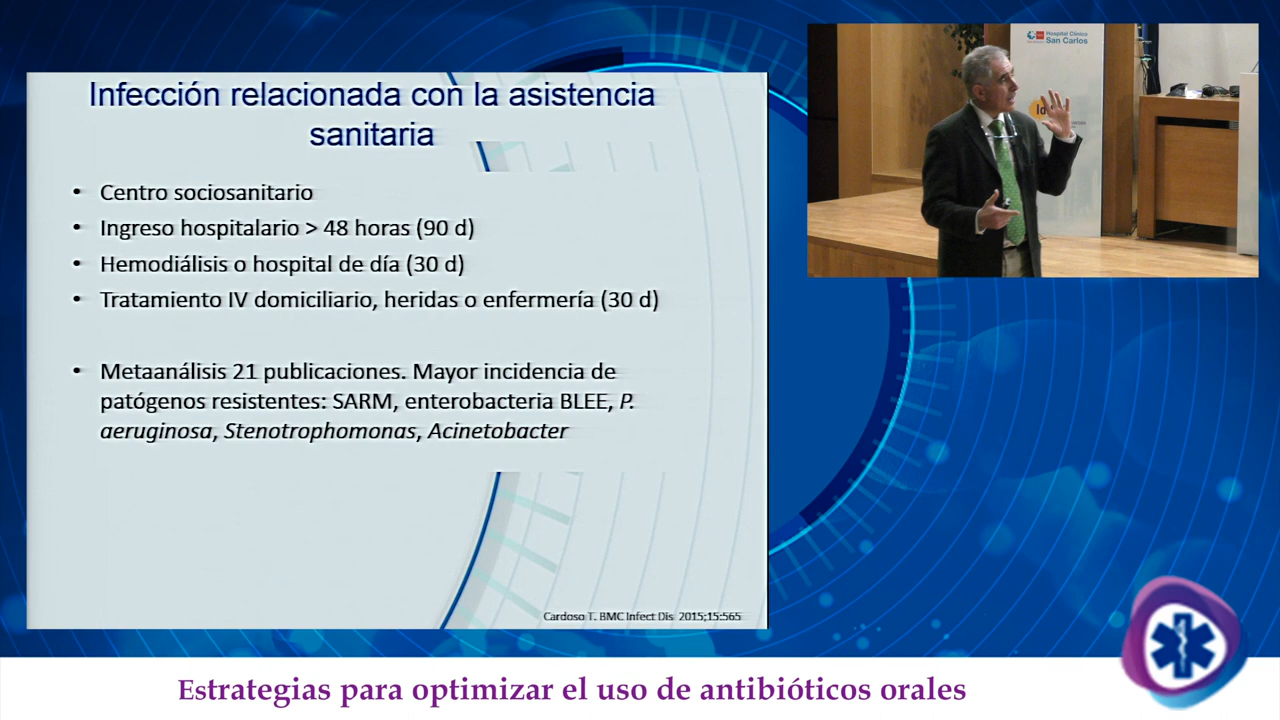 Infección relacionada con la asistencia
sanitaria
• Centro sociosanitario
• Ingreso hospitalario > 48 horas (90 d)
• Hemodiálisis o hospital de día (30 d)
• Tratamiento IV domiciliario, heridas o enfermería (30 d)
• Metaanálisis 21 publicaciones. Mayor incidencia de
patógenos resistentes: SARM, enterobacteria BLEE, P.
aeruginosa, Stenotrophomonas, Acinetobacter
Cardoso T. BMC Infect Dis 2015;15:565
Hospital Clínico
San Carlos
Estrategias para optimizar el uso de antibióticos orales